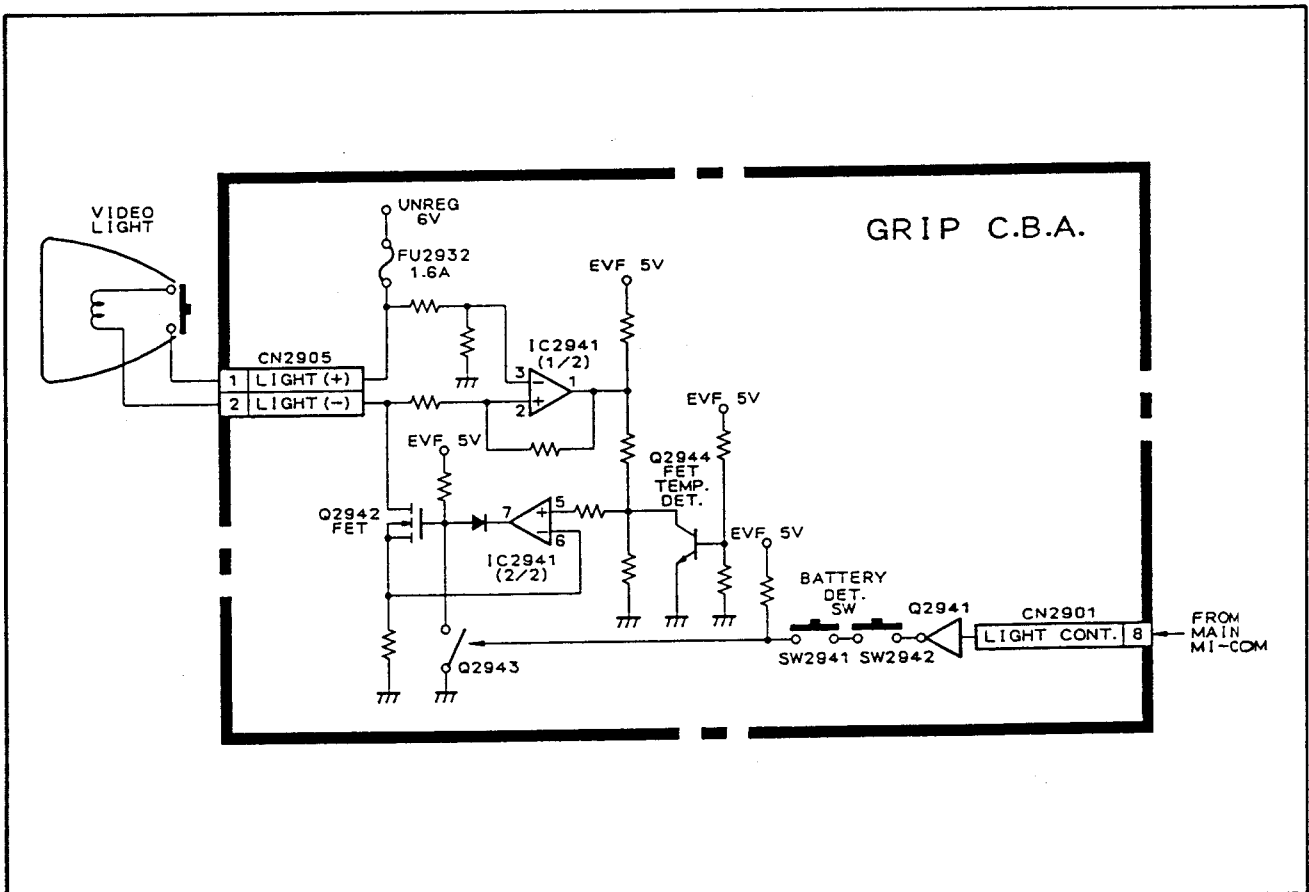 VIDEO
LIGHT
UNREG
6V
FU2932
1.6A
GRIP C.B.A.
EVF 5V
CN2905
1 LIGHT(+)
2 LIGHT(-)
IC2941
(1/2)
3 - 1
2 +
EVF 5V
EVF 5V
Q2944
FET
TEMP.
DET.
Q2942
FET
7 + 5
- 6
IC2941
(2/2)
EVF 5V
BATTERY
DET.
SW
Q2941
SW2941 SW2942
CN2901
LIGHT CONT. 8
FROM
MAIN
MI-COM
Q2943